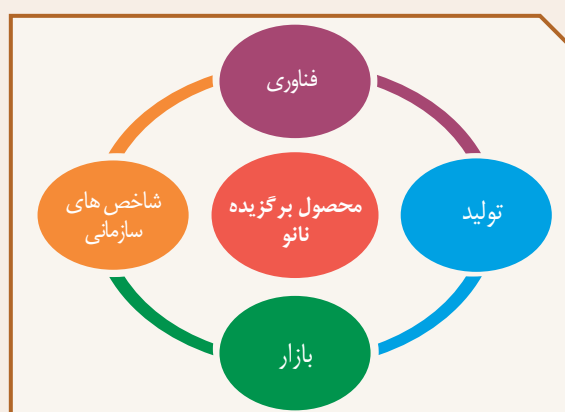 فناوری
تولید
محصول برگزیده
نانو
شاخص های
سازمانی
بازار